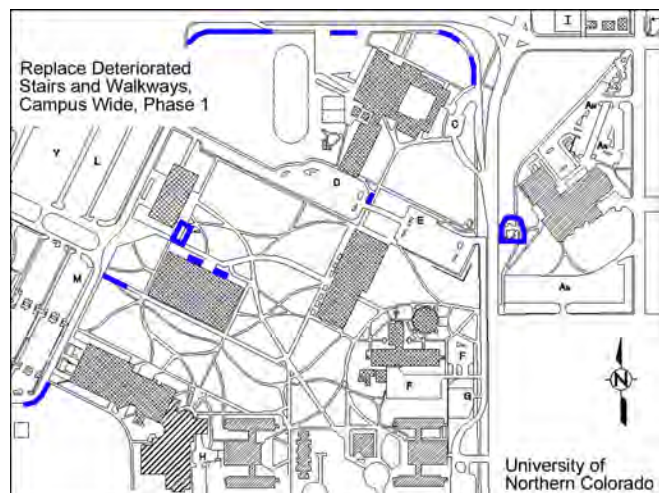 I
Replace Deteriorated
Stairs and Walkways,
Campus Wide, Phase 1
C
Y
L
D
E
M
F
F
G
H
N
University of
Northern Colorado